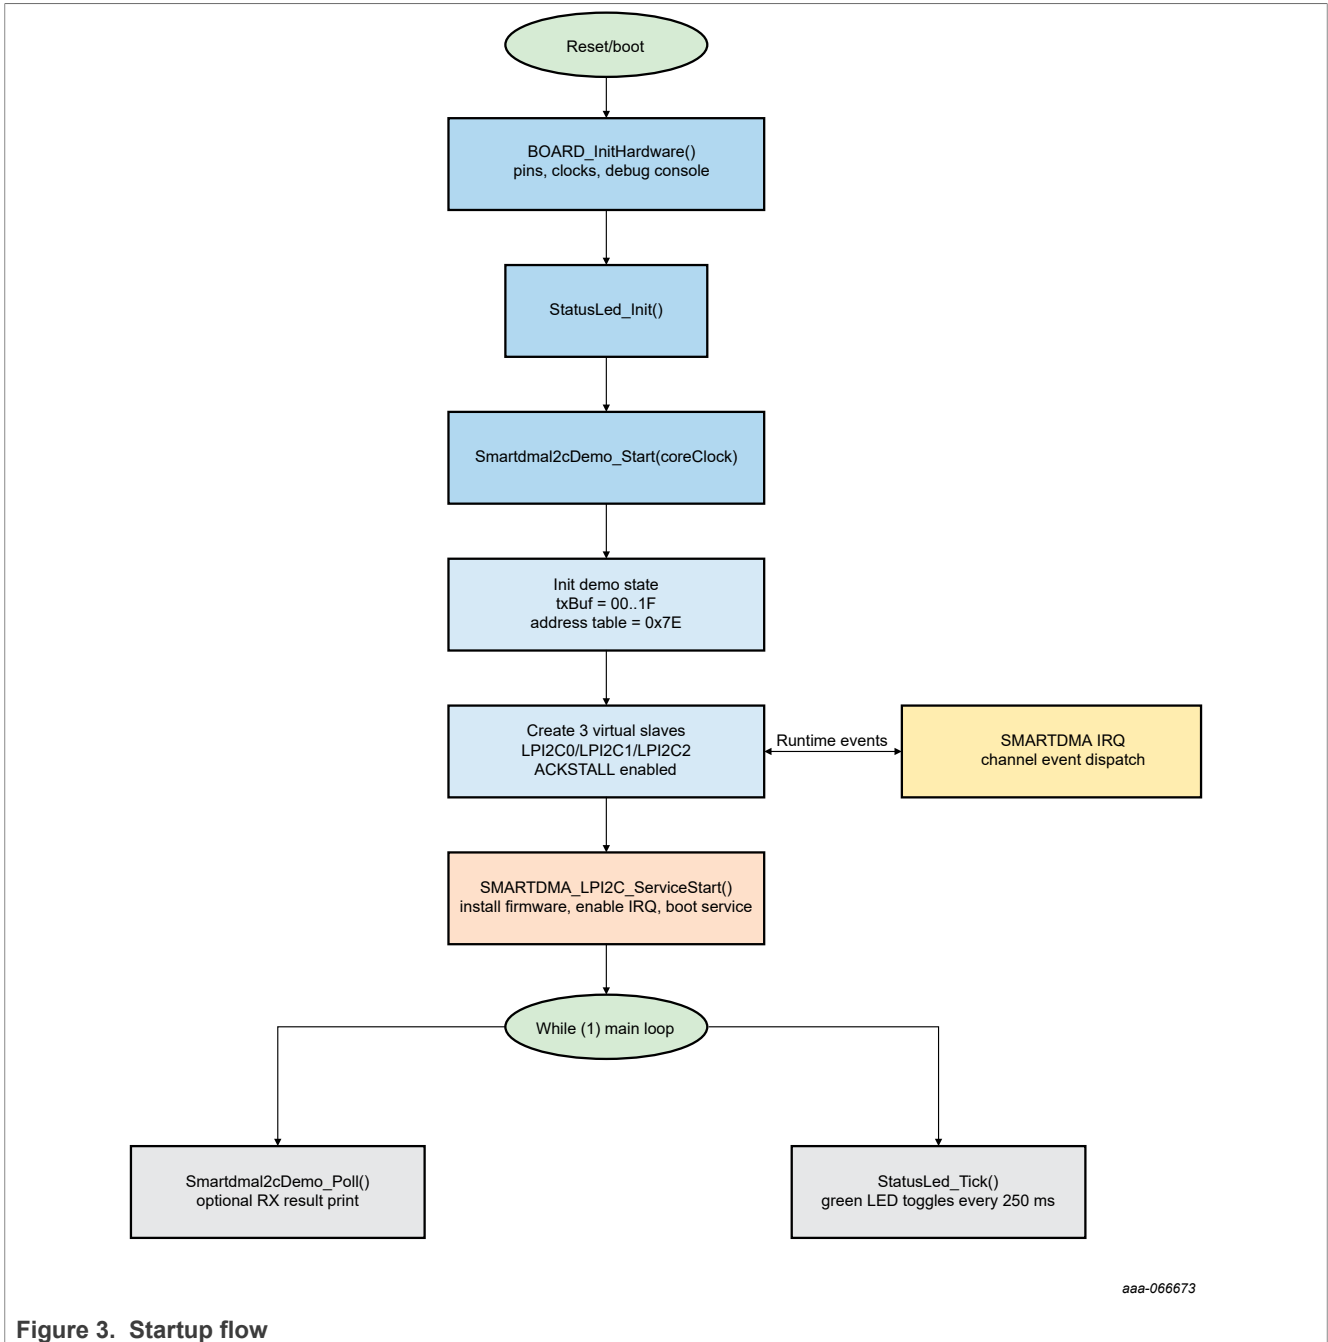 Reset/boot
BOARD_InitHardware()
pins, clocks, debug console
StatusLed_Init()
SmartdmaI2cDemo_Start(coreClock)
Init demo state
txBuf = 00..1F
address table = 0x7E
Create 3 virtual slaves
LPI2C0/LPI2C1/LPI2C2
ACKSTALL enabled
Runtime events
SMARTDMA IRQ
channel event dispatch
SMARTDMA_LPI2C_ServiceStart()
install firmware, enable IRQ, boot service
While (1) main loop
SmartdmaI2cDemo_Poll()
optional RX result print
StatusLed_Tick()
green LED toggles every 250 ms
aaa-066673
Figure 3. Startup flow